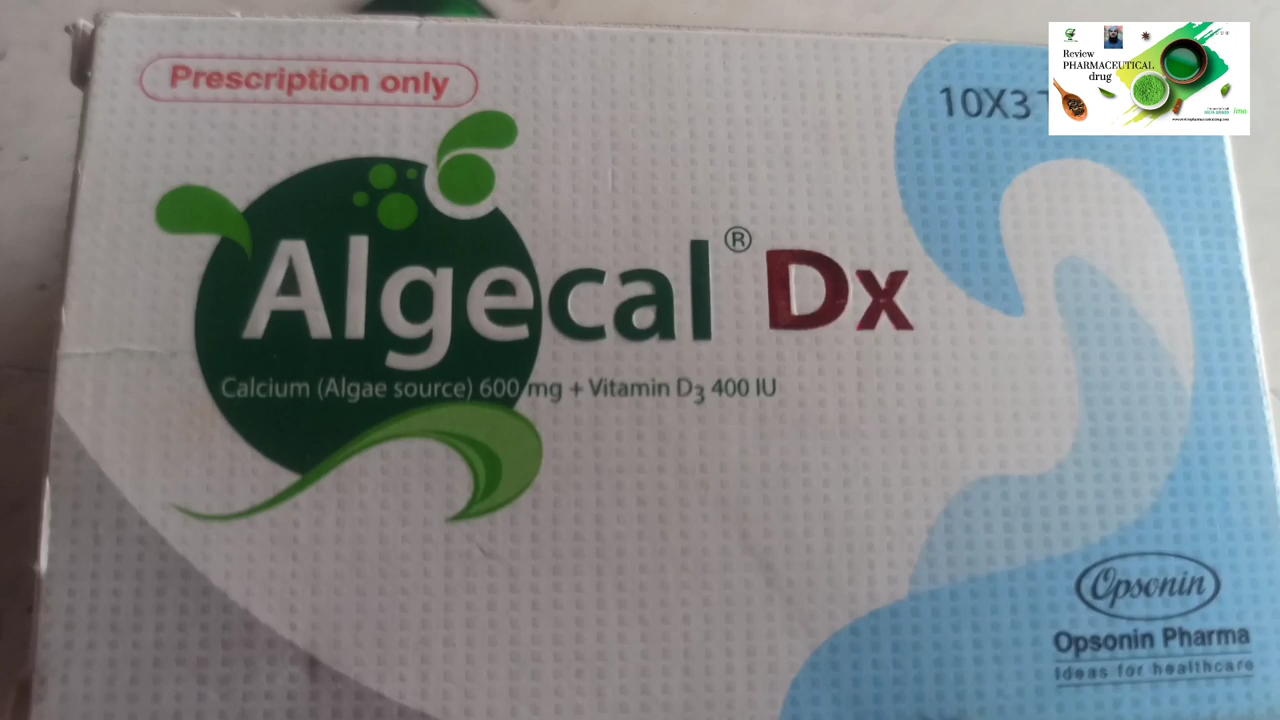 Prescription only
10X3
Algecal® Dx
Calcium (Algae source) 600 mg + Vitamin D3 400 IU
Opsonin
Opsonin Pharma
Ideas for healthcare
Review
PHARMACEUTICAL
drug